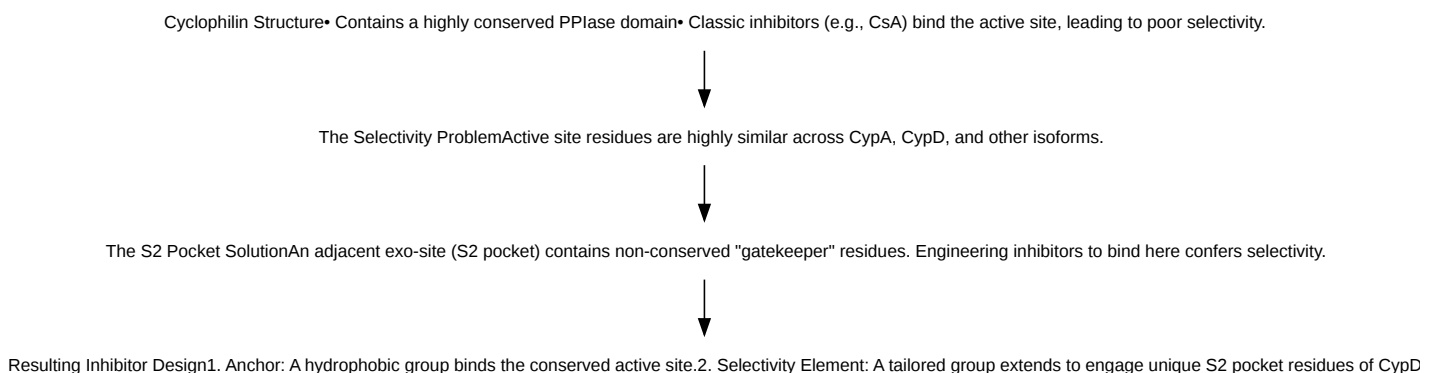 Cyclophilin Structure• Contains a highly conserved PPIase domain• Classic inhibitors (e.g., CsA) bind the active site, leading to poor selectivity.
The Selectivity ProblemActive site residues are highly similar across CypA, CypD, and other isoforms.
The S2 Pocket SolutionAn adjacent exo-site (S2 pocket) contains non-conserved "gatekeeper" residues. Engineering inhibitors to bind here confers selectivity.
Resulting Inhibitor Design1. Anchor: A hydrophobic group binds the conserved active site.2. Selectivity Element: A tailored group extends to engage unique S2 pocket residues of CypD